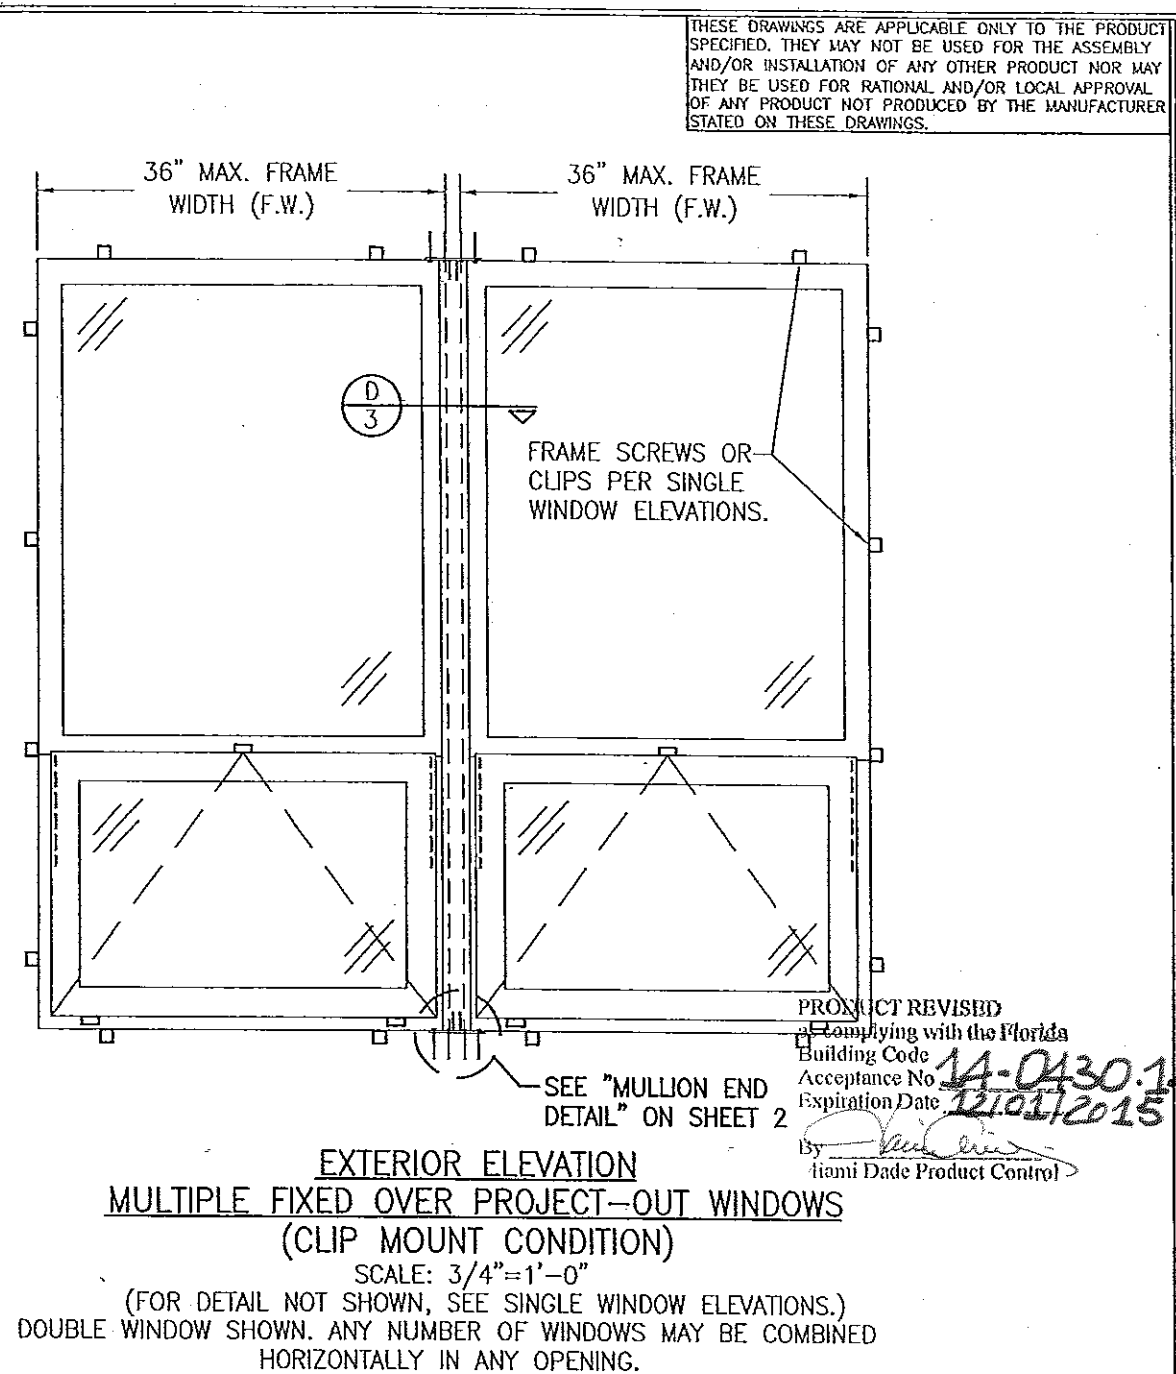 THESE DRAWINGS ARE APPLICABLE ONLY TO THE PRODUCT
SPECIFIED. THEY MAY NOT BE USED FOR THE ASSEMBLY
AND/OR INSTALLATION OF ANY OTHER PRODUCT NOR MAY
THEY BE USED FOR RATIONAL AND/OR LOCAL APPROVAL
OF ANY PRODUCT NOT PRODUCED BY THE MANUFACTURER
STATED ON THESE DRAWINGS.
36" MAX. FRAME
WIDTH (F.W.)
36" MAX. FRAME
WIDTH (F.W.)
D
3
FRAME SCREWS OR
CLIPS PER SINGLE
WINDOW ELEVATIONS.
PRODUCT REVISED
as complying with the Florida
Building Code
Acceptance No 14-0430.1
Expiration Date 12/01/2015
By
Miami Dade Product Control
SEE "MULLION END
DETAIL" ON SHEET 2
EXTERIOR ELEVATION
MULTIPLE FIXED OVER PROJECT-OUT WINDOWS
(CLIP MOUNT CONDITION)
SCALE: 3/4"=1'-0"
(FOR DETAIL NOT SHOWN, SEE SINGLE WINDOW ELEVATIONS.)
DOUBLE WINDOW SHOWN. ANY NUMBER OF WINDOWS MAY BE COMBINED
HORIZONTALLY IN ANY OPENING.